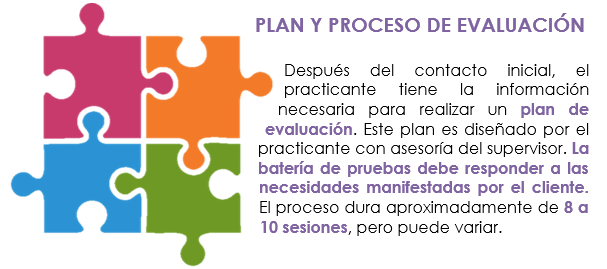 PLAN Y PROCESO DE EVALUACIÓN
Después del contacto inicial, el
practicante tiene la información
necesaria para realizar un plan de
evaluación. Este plan es diseñado por el
practicante con asesoría del supervisor. La
batería de pruebas debe responder a las
necesidades manifestadas por el cliente.
El proceso dura aproximadamente de 8 a
10 sesiones, pero puede variar.